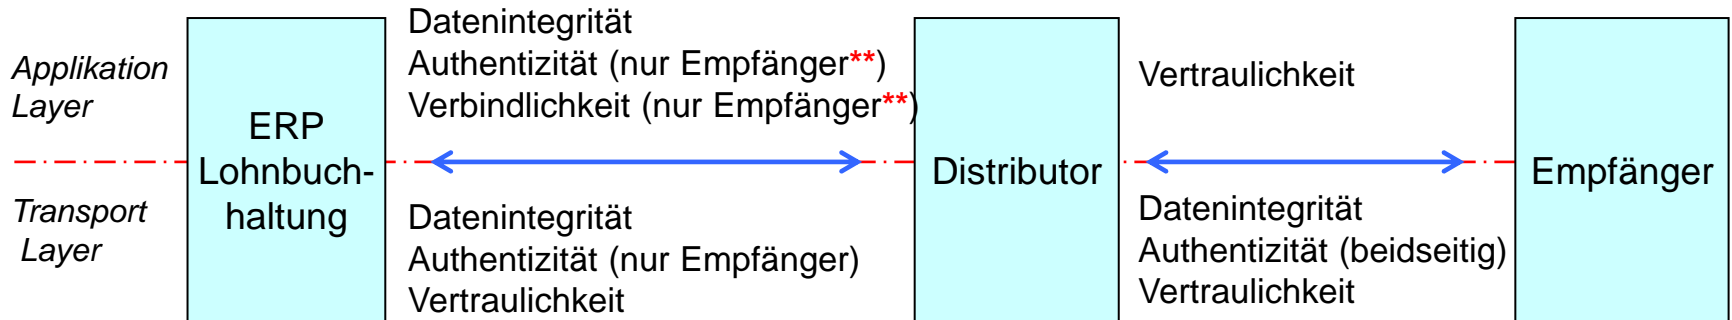 Applikation
Layer
Transport
Layer
ERP
Lohnbuch-
haltung
Datenintegrität
Authentizität (nur Empfänger**)
Verbindlichkeit (nur Empfänger**)
Datenintegrität
Authentizität (nur Empfänger)
Vertraulichkeit
Distributor
Vertraulichkeit
Datenintegrität
Authentizität (beidseitig)
Vertraulichkeit
Empfänger